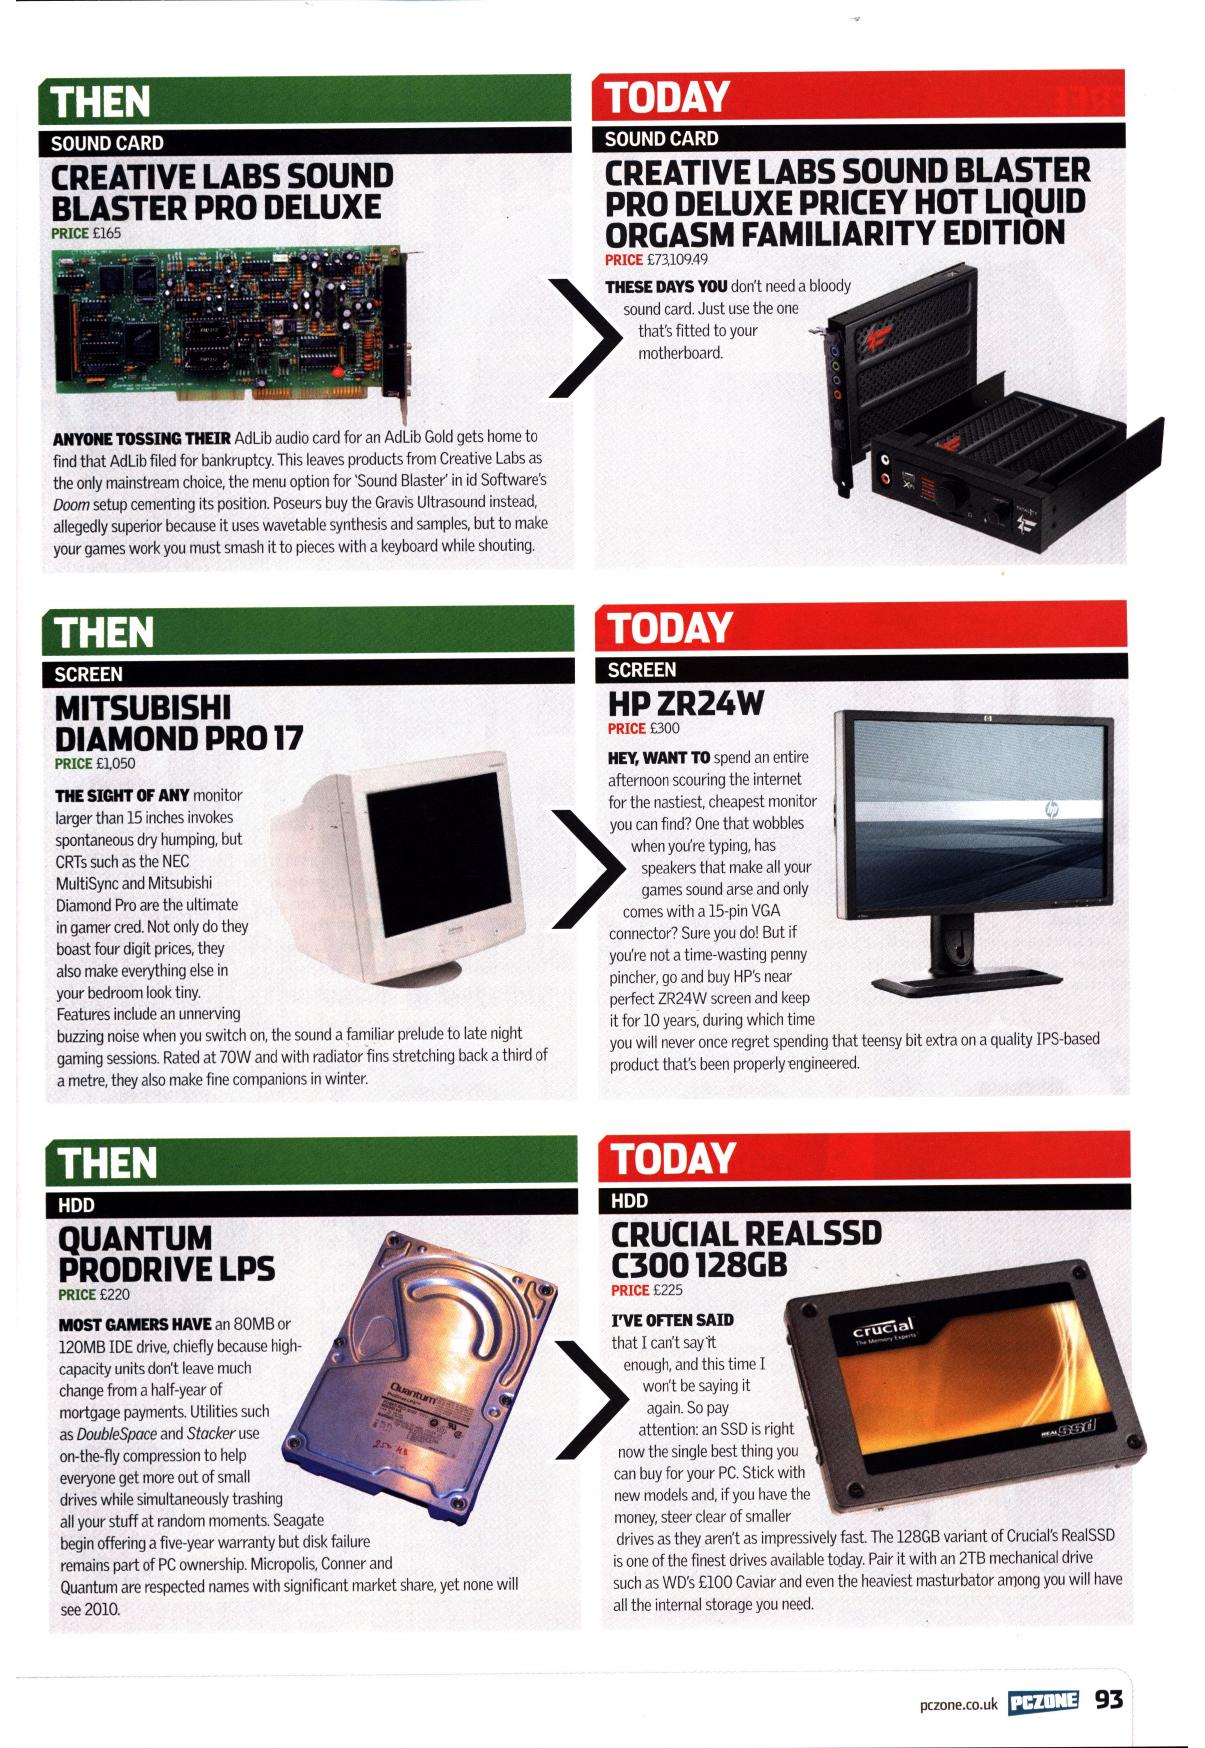 THEN
SOUND CARD
CREATIVE LABS SOUND
BLASTER PRO DELUXE
PRICE £165
ANYONE TOSSING THEIR AdLib audio card for an AdLib Gold gets home to
find that AdLib filed for bankruptcy. This leaves products from Creative Labs as
the only mainstream choice, the menu option for 'Sound Blaster' in id Software's
Doom setup cementing its position. Poseurs buy the Gravis Ultrasound instead,
allegedly superior because it uses wavetable synthesis and samples, but to make
your games work you must smash it to pieces with a keyboard while shouting.
TODAY
SOUND CARD
CREATIVE LABS SOUND BLASTER
PRO DELUXE PRICEY HOT LIQUID
ORGASM FAMILIARITY EDITION
PRICE £73,109.49
THESE DAYS YOU don't need a bloody
sound card. Just use the one
that's fitted to your
motherboard.
THEN
SCREEN
MITSUBISHI
DIAMOND PRO 17
PRICE £1,050
THE SIGHT OF ANY monitor
larger than 15 inches invokes
spontaneous dry humping, but
CRTs such as the NEC
MultiSync and Mitsubishi
Diamond Pro are the ultimate
in gamer cred. Not only do they
boast four digit prices, they
also make everything else in
your bedroom look tiny.
Features include an unnerving
buzzing noise when you switch on, the sound a familiar prelude to late night
gaming sessions. Rated at 70W and with radiator fins stretching back a third of
a metre, they also make fine companions in winter.
TODAY
SCREEN
HP ZR24W
PRICE £300
HEY, WANT TO spend an entire
afternoon scouring the internet
for the nastiest, cheapest monitor
you can find? One that wobbles
when you're typing, has
speakers that make all your
games sound arse and only
comes with a 15-pin VGA
connector? Sure you do! But if
you're not a time-wasting penny
pincher, go and buy HP's near
perfect ZR24W screen and keep
it for 10 years, during which time
you will never once regret spending that teensy bit extra on a quality IPS-based
product that's been properly engineered.
hp
THEN
HDD
QUANTUM
PRODRIVE LPS
PRICE £220
MOST GAMERS HAVE an 80MB or
120MB IDE drive, chiefly because high-
capacity units don't leave much
change from a half-year of
mortgage payments. Utilities such
as DoubleSpace and Stacker use
on-the-fly compression to help
everyone get more out of small
drives while simultaneously trashing
all your stuff at random moments. Seagate
begin offering a five-year warranty but disk failure
remains part of PC ownership. Micropolis, Conner and
Quantum are respected names with significant market share, yet none will
see 2010.
Quantum
TODAY
HDD
CRUCIAL REALSSD
C300 128GB
PRICE £225
I'VE OFTEN SAID
that I can't say it
enough, and this time I
won't be saying it
again. So pay
attention: an SSD is right
now the single best thing you
can buy for your PC. Stick with
new models and, if you have the
money, steer clear of smaller
drives as they aren't as impressively fast. The 128GB variant of Crucial's RealSSD
is one of the finest drives available today. Pair it with an 2TB mechanical drive
such as WD's £100 Caviar and even the heaviest masturbator among you will have
all the internal storage you need.
crucial
The Memory Experts
REAL SSD
pczone.co.uk PCZONE 93